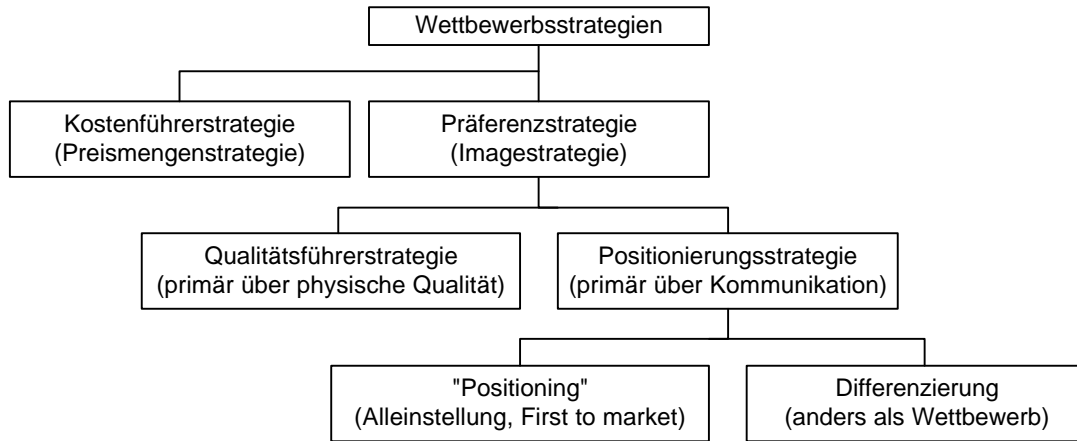 Wettbewerbsstrategien
Kostenführerstrategie
(Preismengenstrategie)
Präferenzstrategie
(Imagestrategie)
Qualitätsführerstrategie
(primär über physische Qualität)
Positionierungsstrategie
(primär über Kommunikation)
"Positioning"
(Alleinstellung, First to market)
Differenzierung
(anders als Wettbewerb)